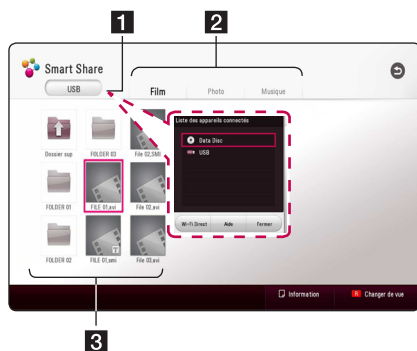 1
2
Smart Share
USB
Film
Photo
Musique
Liste des appareils connectés
Data Disc
USB
Wi-Fi Direct
Aide
Fermer
Dossier sup
FOLDER 03
File 02,SMI
FOLDER 01
FILE 01,avi
File 02,avi
FOLDER 02
FILE 01,smi
File 03,avi
Information
R Changer de vue
3